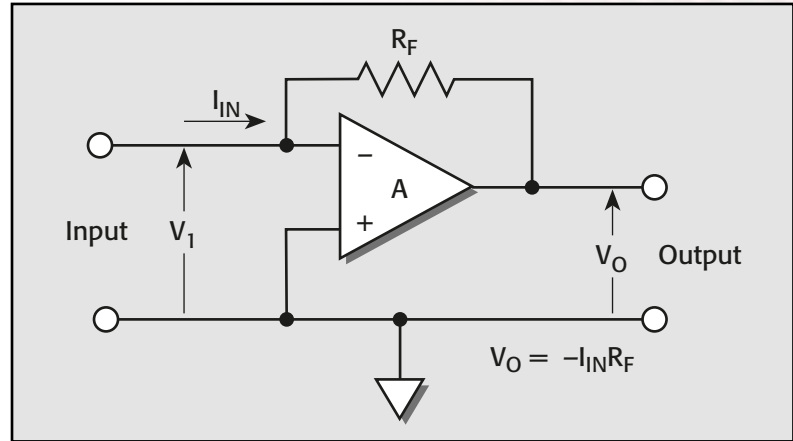 R_F
I_IN
−
A
+
Input
V_1
V_O
Output
V_O = −I_IN R_F